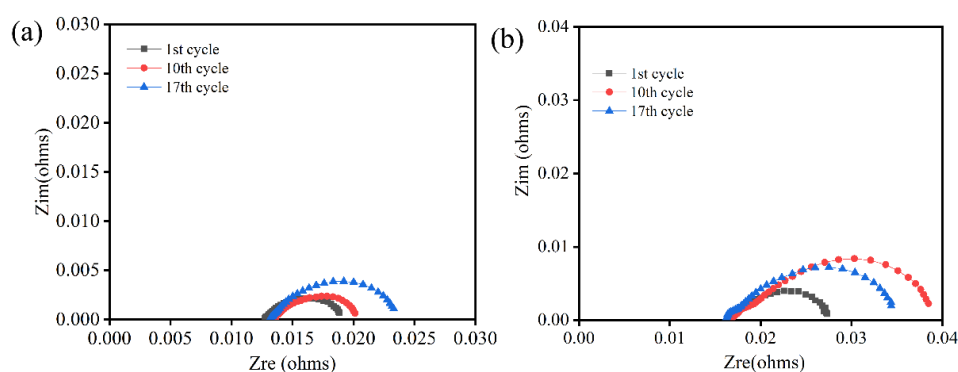 (a)
0.030
0.025
0.020
0.015
0.010
0.005
0.000
Zim(ohms)
1st cycle
10th cycle
17th cycle
0.000 0.005 0.010 0.015 0.020 0.025 0.030
Zre (ohms)
(b)
0.04
0.03
0.02
0.01
0.00
Zim (ohms)
1st cycle
10th cycle
17th cycle
0.00 0.01 0.02 0.03 0.04
Zre(ohms)